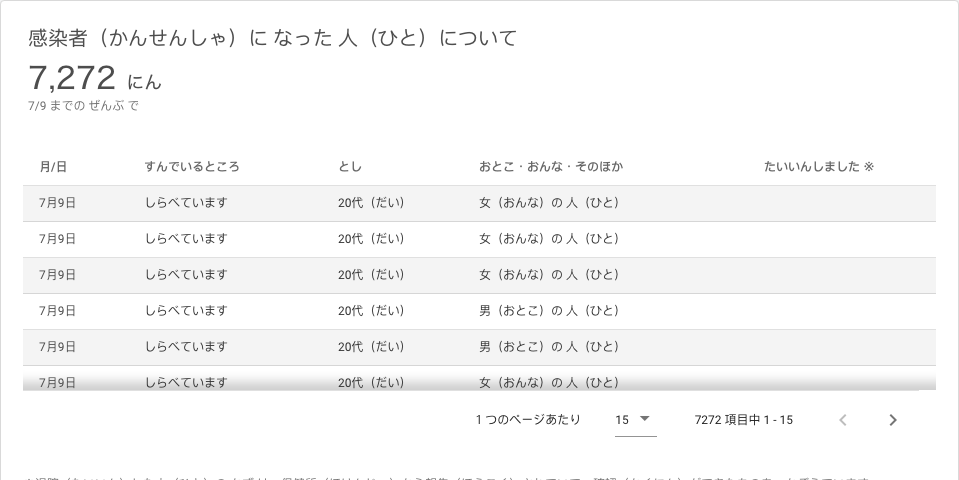 感染者（かんせんしゃ）に なった 人（ひと）について
7,272 にん
7/9 までの ぜんぶ で
月/日 すんでいるところ とし おとこ・おんな・そのほか たいいんしました ※
7月9日 しらべています 20代（だい） 女（おんな）の 人（ひと）
7月9日 しらべています 20代（だい） 女（おんな）の 人（ひと）
7月9日 しらべています 20代（だい） 女（おんな）の 人（ひと）
7月9日 しらべています 20代（だい） 男（おとこ）の 人（ひと）
7月9日 しらべています 20代（だい） 男（おとこ）の 人（ひと）
7月9日 しらべています 20代（だい） 女（おんな）の 人（ひと）
1 つのページあたり 15 7272 項目中 1 - 15